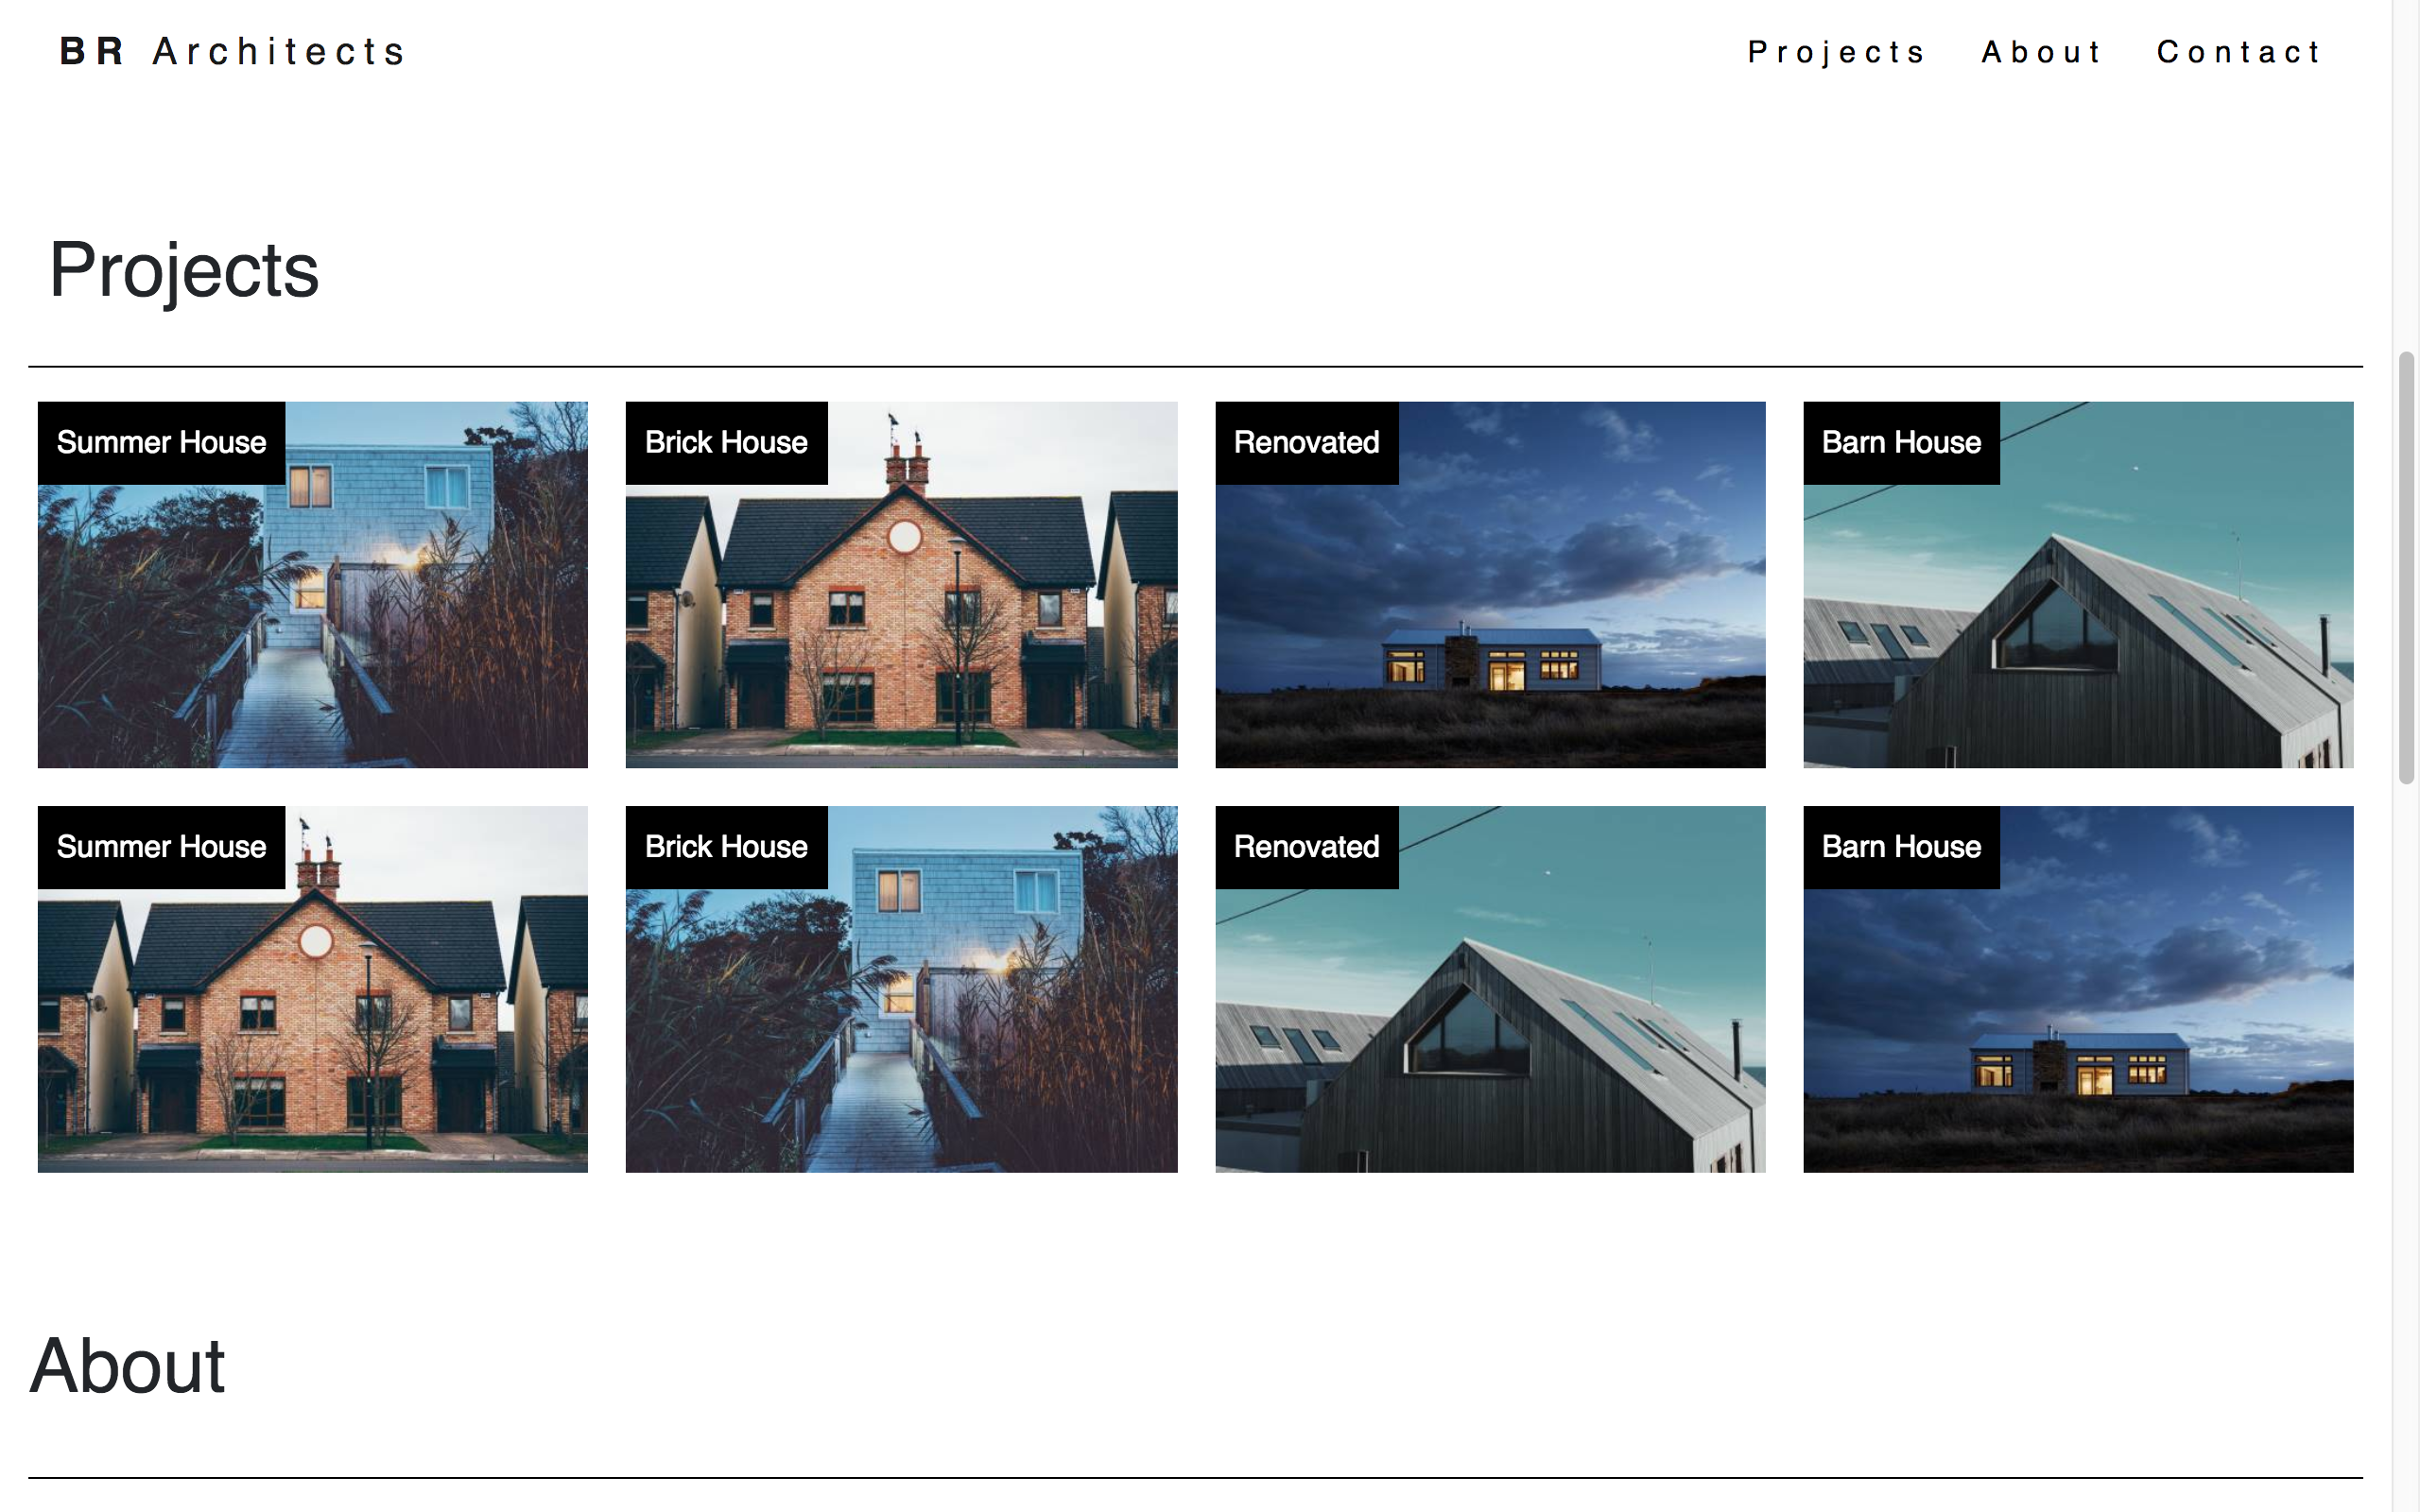 BR Architects
Projects About Contact
Projects
Summer House
Brick House
Renovated
Barn House
Summer House
Brick House
Renovated
Barn House
About